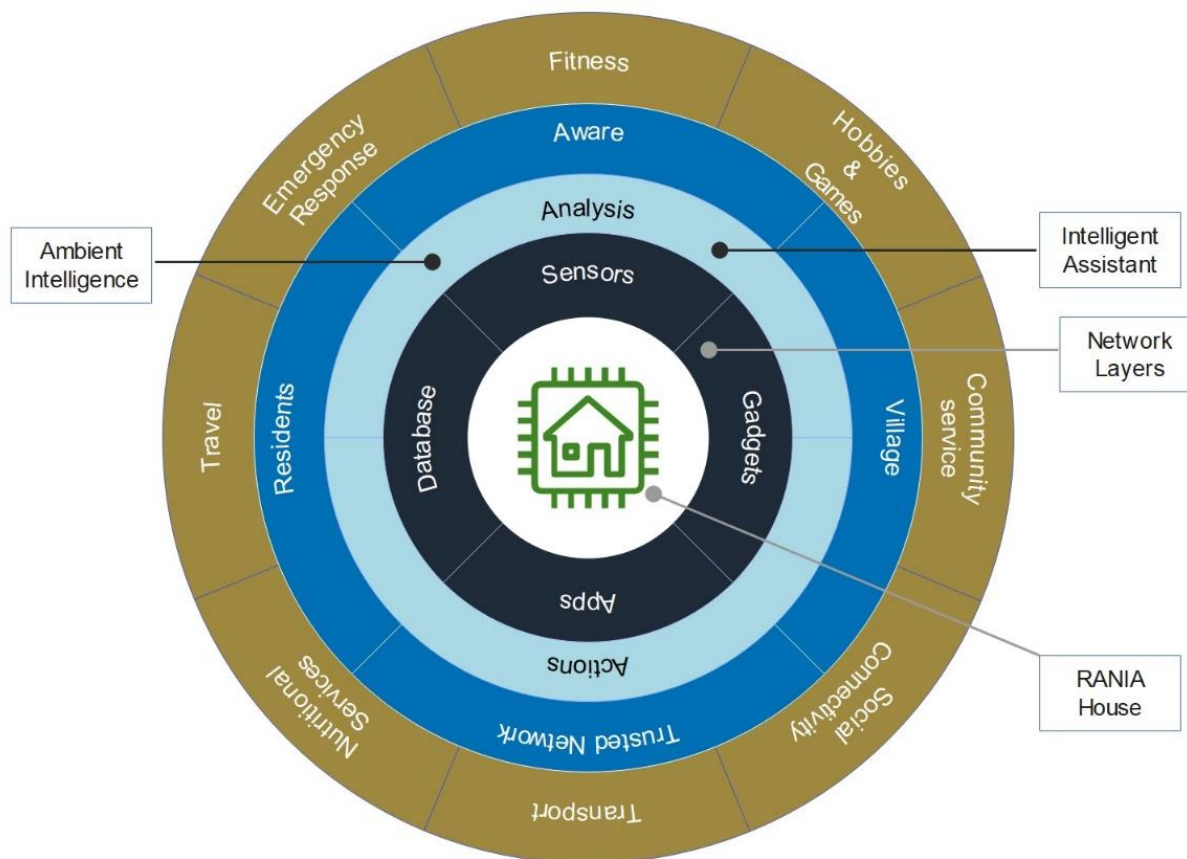 Fitness
Hobbies
&
Games
Community
service
Social
Connectivity
Transport
Nutritional
Services
Travel
Emergency
Response
Aware
Village
Trusted Network
Residents
Analysis
Actions
Sensors
Gadgets
Apps
Database
Ambient
Intelligence
Intelligent
Assistant
Network
Layers
RANIA
House